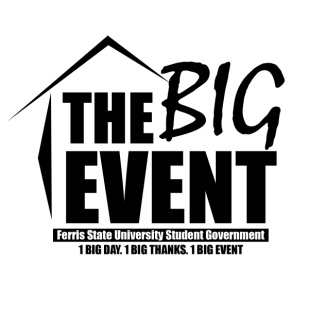 THE BIG
EVENT
Ferris State University Student Government
1 BIG DAY. 1 BIG THANKS. 1 BIG EVENT